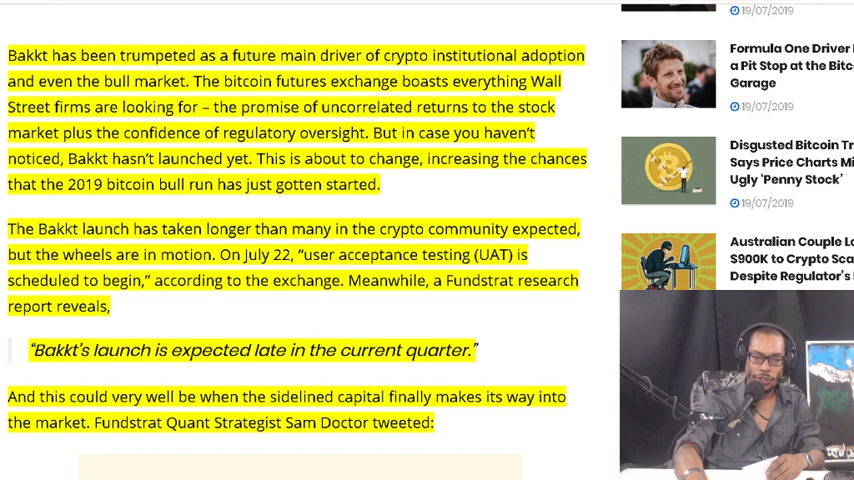 Bakkt has been trumpeted as a future main driver of crypto institutional adoption
and even the bull market. The bitcoin futures exchange boasts everything Wall
Street firms are looking for – the promise of uncorrelated returns to the stock
market plus the confidence of regulatory oversight. But in case you haven’t
noticed, Bakkt hasn’t launched yet. This is about to change, increasing the chances
that the 2019 bitcoin bull run has just gotten started.
The Bakkt launch has taken longer than many in the crypto community expected,
but the wheels are in motion. On July 22, “user acceptance testing (UAT) is
scheduled to begin,” according to the exchange. Meanwhile, a Fundstrat research
report reveals,
“Bakkt’s launch is expected late in the current quarter.”
And this could very well be when the sidelined capital finally makes its way into
the market. Fundstrat Quant Strategist Sam Doctor tweeted:
19/07/2019
Formula One Driver
a Pit Stop at the Bitc
Garage
19/07/2019
Disgusted Bitcoin Tr
Says Price Charts Mi
Ugly ‘Penny Stock’
19/07/2019
Australian Couple Lo
$900K to Crypto Sca
Despite Regulator’s